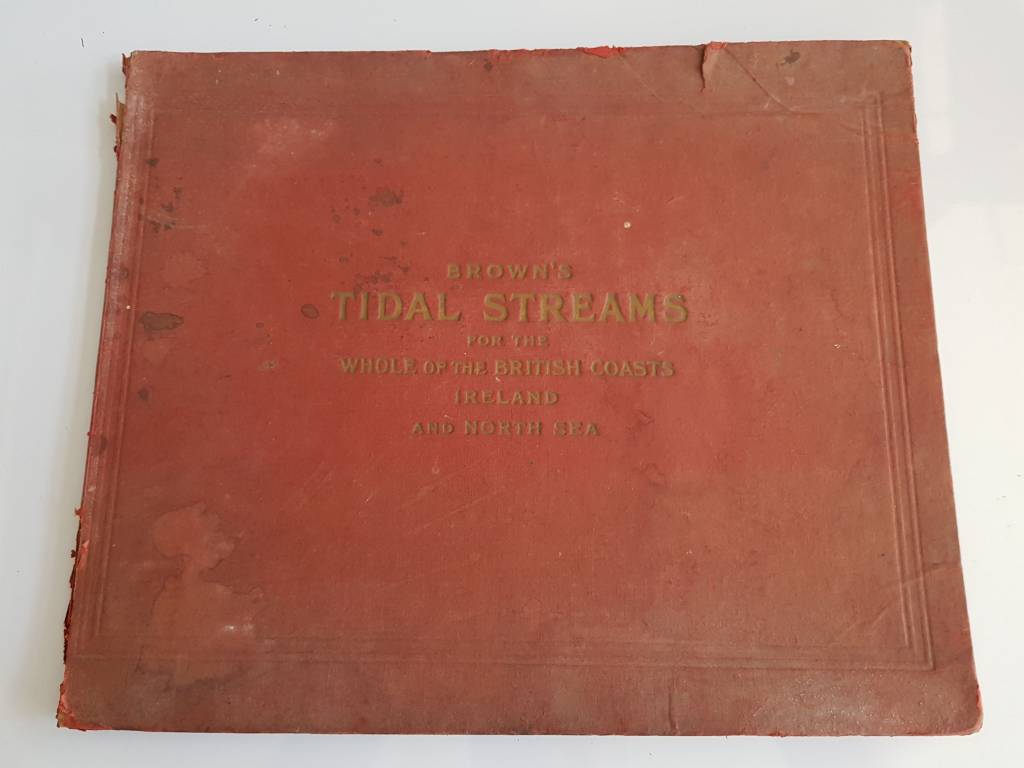 BROWN'S
TIDAL STREAMS
FOR THE
WHOLE OF THE BRITISH COASTS
IRELAND
AND NORTH SEA